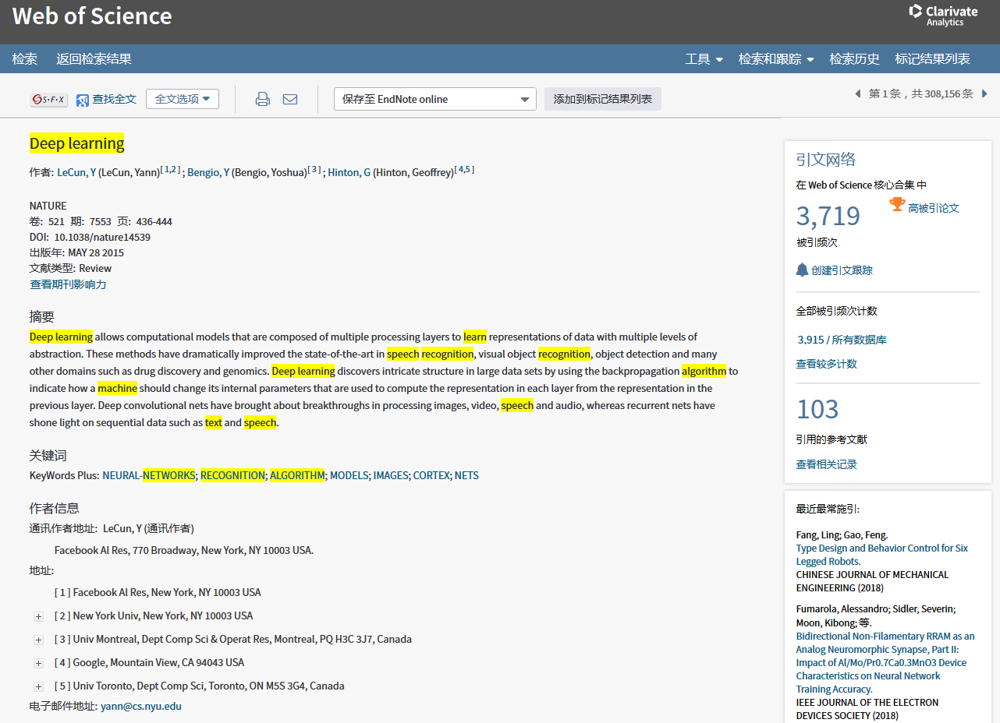 Web of Science
Clarivate
Analytics
检索 返回检索结果 工具 检索和跟踪 检索历史 标记结果列表
S·F·X 查找全文 全文选项 保存至 EndNote online 添加到标记结果列表 第 1 条，共 308,156 条
Deep learning
作者: LeCun, Y (LeCun, Yann)[ 1,2 ] ; Bengio, Y (Bengio, Yoshua)[ 3 ] ; Hinton, G (Hinton, Geoffrey)[ 4,5 ]
NATURE
卷: 521 期: 7553 页: 436-444
DOI: 10.1038/nature14539
出版年: MAY 28 2015
文献类型: Review
查看期刊影响力
摘要
Deep learning allows computational models that are composed of multiple processing layers to learn representations of data with multiple levels of
abstraction. These methods have dramatically improved the state-of-the-art in speech recognition, visual object recognition, object detection and many
other domains such as drug discovery and genomics. Deep learning discovers intricate structure in large data sets by using the backpropagation algorithm to
indicate how a machine should change its internal parameters that are used to compute the representation in each layer from the representation in the
previous layer. Deep convolutional nets have brought about breakthroughs in processing images, video, speech and audio, whereas recurrent nets have
shone light on sequential data such as text and speech.
关键词
KeyWords Plus: NEURAL-NETWORKS; RECOGNITION; ALGORITHM; MODELS; IMAGES; CORTEX; NETS
作者信息
通讯作者地址: LeCun, Y (通讯作者)
Facebook Al Res, 770 Broadway, New York, NY 10003 USA.
地址:
[ 1 ] Facebook Al Res, New York, NY 10003 USA
[ 2 ] New York Univ, New York, NY 10003 USA
[ 3 ] Univ Montreal, Dept Comp Sci & Operat Res, Montreal, PQ H3C 3J7, Canada
[ 4 ] Google, Mountain View, CA 94043 USA
[ 5 ] Univ Toronto, Dept Comp Sci, Toronto, ON M5S 3G4, Canada
电子邮件地址: yann@cs.nyu.edu
引文网络
在 Web of Science 核心合集 中
3,719 高被引论文
被引频次
创建引文跟踪
全部被引频次计数
3,915 / 所有数据库
查看较多计数
103
引用的参考文献
查看相关记录
最近最常施引:
Fang, Ling; Gao, Feng.
Type Design and Behavior Control for Six
Legged Robots.
CHINESE JOURNAL OF MECHANICAL
ENGINEERING (2018)
Fumarola, Alessandro; Sidler, Severin;
Moon, Kibong; 等.
Bidirectional Non-Filamentary RRAM as an
Analog Neuromorphic Synapse, Part II:
Impact of Al/Mo/Pr0.7Ca0.3MnO3 Device
Characteristics on Neural Network
Training Accuracy.
IEEE JOURNAL OF THE ELECTRON
DEVICES SOCIETY (2018)